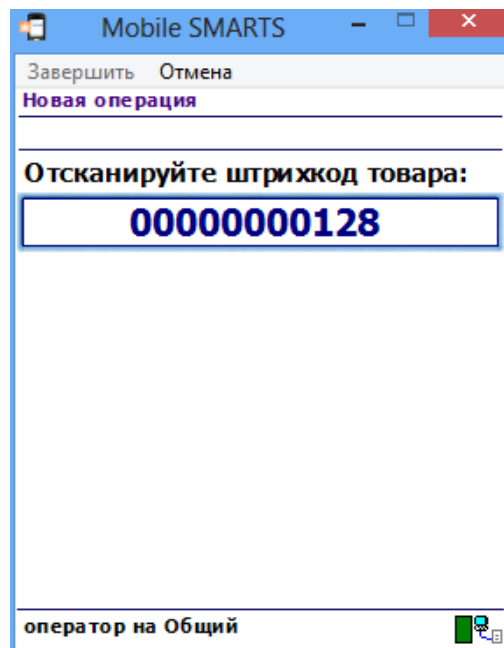 Mobile SMARTS
Завершить Отмена
Новая операция
Отсканируйте штрихкод товара:
00000000128
оператор на Общий